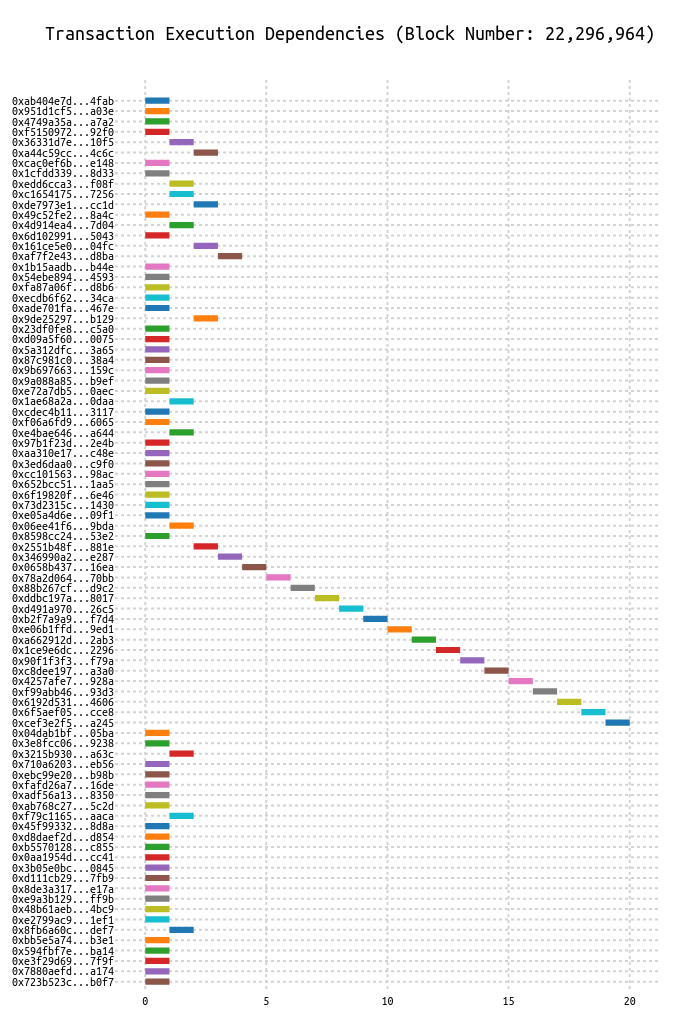 Transaction Execution Dependencies (Block Number: 22,296,964)
0xab404e7d...4fab
0x951d1cf5...a03e
0x4749a35a...a7a2
0xf5150972...92f0
0x36331d7e...10f5
0xa44c59cc...4c6c
0xcac0ef6b...e148
0x1cfdd339...8d33
0xedd6cca3...f08f
0xc1654175...7256
0xde7973e1...cc1d
0x49c52fe2...8a4c
0x4d914ea4...7d04
0x6d102991...5043
0x161ce5e0...04fc
0xaf7f2e43...d8ba
0x1b15aadb...b44e
0x54ebe894...4593
0xfa87a06f...d8b6
0xecdb6f62...34ca
0xade701fa...467e
0x9de25297...b129
0x23df0fe8...c5a0
0xd09a5f60...0075
0x5a312dfc...3a65
0x87c981c0...38a4
0x9b697663...159c
0x9a088a85...b9ef
0xe72a7db5...0aec
0x1ae68a2a...0daa
0xcdec4b11...3117
0xf06a6fd9...6065
0xe4bae646...a644
0x97b1f23d...2e4b
0xaa310e17...c48e
0x3ed6daa0...c9f0
0xcc101563...98ac
0x652bcc51...1aa5
0x6f19820f...6e46
0x73d2315c...1430
0xe05a4d6e...09f1
0x06ee41f6...9bda
0x8598cc24...53e2
0x2551b48f...881e
0x346990a2...e287
0x0658b437...16ea
0x78a2d064...70bb
0x88b267cf...d9c2
0xddbc197a...8017
0xd491a970...26c5
0xb2f7a9a9...f7d4
0xe06b1ffd...9ed1
0xa662912d...2ab3
0x1ce9e6dc...2296
0x90f1f3f3...f79a
0xc8dee197...a3a0
0x4257afe7...928a
0xf99abb46...93d3
0x6192d531...4606
0x6f5aef05...cce8
0xcef3e2f5...a245
0x04dab1bf...05ba
0x3e8fcc06...9238
0x3215b930...a63c
0x710a6203...eb56
0xebc99e20...b98b
0xfafd26a7...16de
0xadf56a13...8350
0xab768c27...5c2d
0xf79c1165...aaca
0x45f99332...8d8a
0xd8daef2d...d854
0xb5570128...c855
0x0aa1954d...cc41
0x3b05e0bc...0845
0xd111cb29...7fb9
0x8de3a317...e17a
0xe9a3b129...ff9b
0x48b61aeb...4bc9
0xe2799ac9...1ef1
0x8fb6a60c...def7
0xbb5e5a74...b3e1
0x594fbf7e...ba14
0xe3f29d69...7f9f
0x7880aefd...a174
0x723b523c...b0f7
0 5 10 15 20